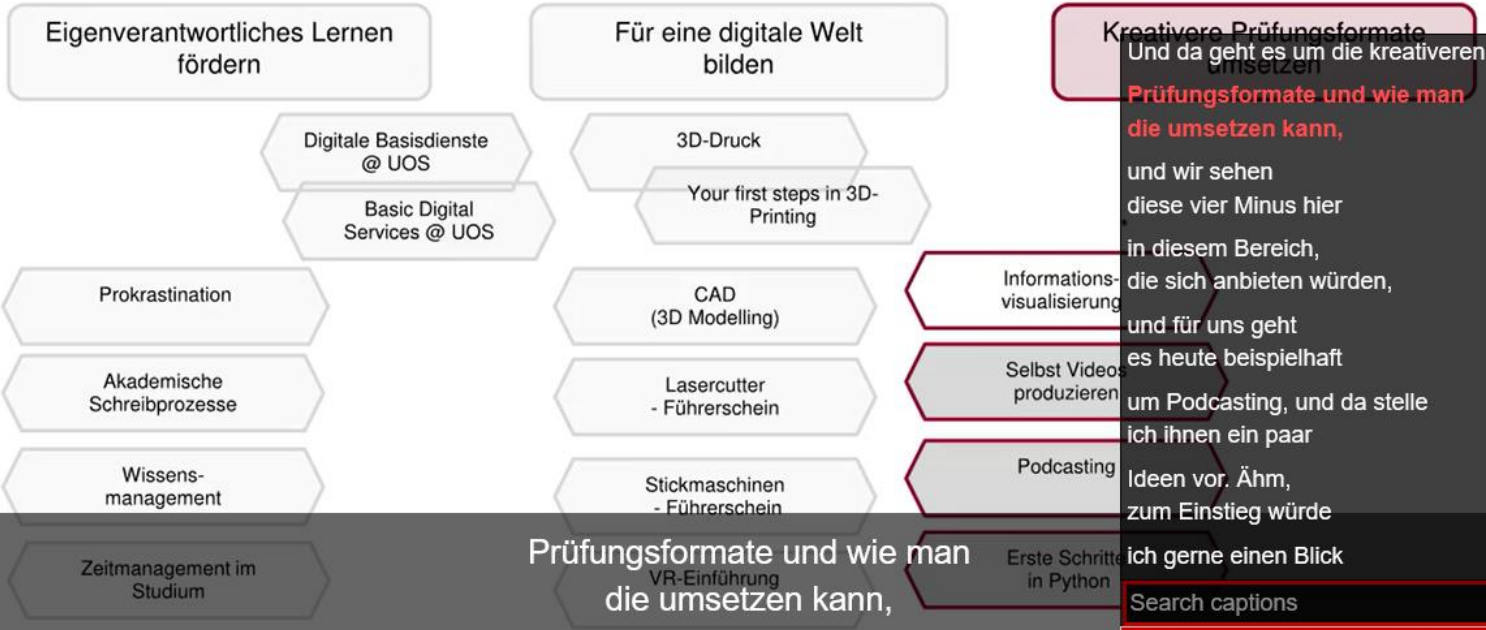 Eigenverantwortliches Lernen
fördern
Für eine digitale Welt
bilden
Kreativere Prüfungsformate
umsetzen
Digitale Basisdienste
@ UOS
Basic Digital
Services @ UOS
3D-Druck
Your first steps in 3D-
Printing
Prokrastination
Akademische
Schreibprozesse
Wissens-
management
Zeitmanagement im
Studium
CAD
(3D Modelling)
Lasercutter
- Führerschein
Stickmaschinen
- Führerschein
VR-Einführung
Informations-
visualisierung
Selbst Videos
produzieren
Podcasting
Erste Schritte
in Python
Prüfungsformate und wie man
die umsetzen kann,
Und da geht es um die kreativeren
Prüfungsformate und wie man
die umsetzen kann,
und wir sehen
diese vier Minus hier
in diesem Bereich,
die sich anbieten würden,
und für uns geht
es heute beispielhaft
um Podcasting, und da stelle
ich ihnen ein paar
Ideen vor. Ähm,
zum Einstieg würde
ich gerne einen Blick
Search captions